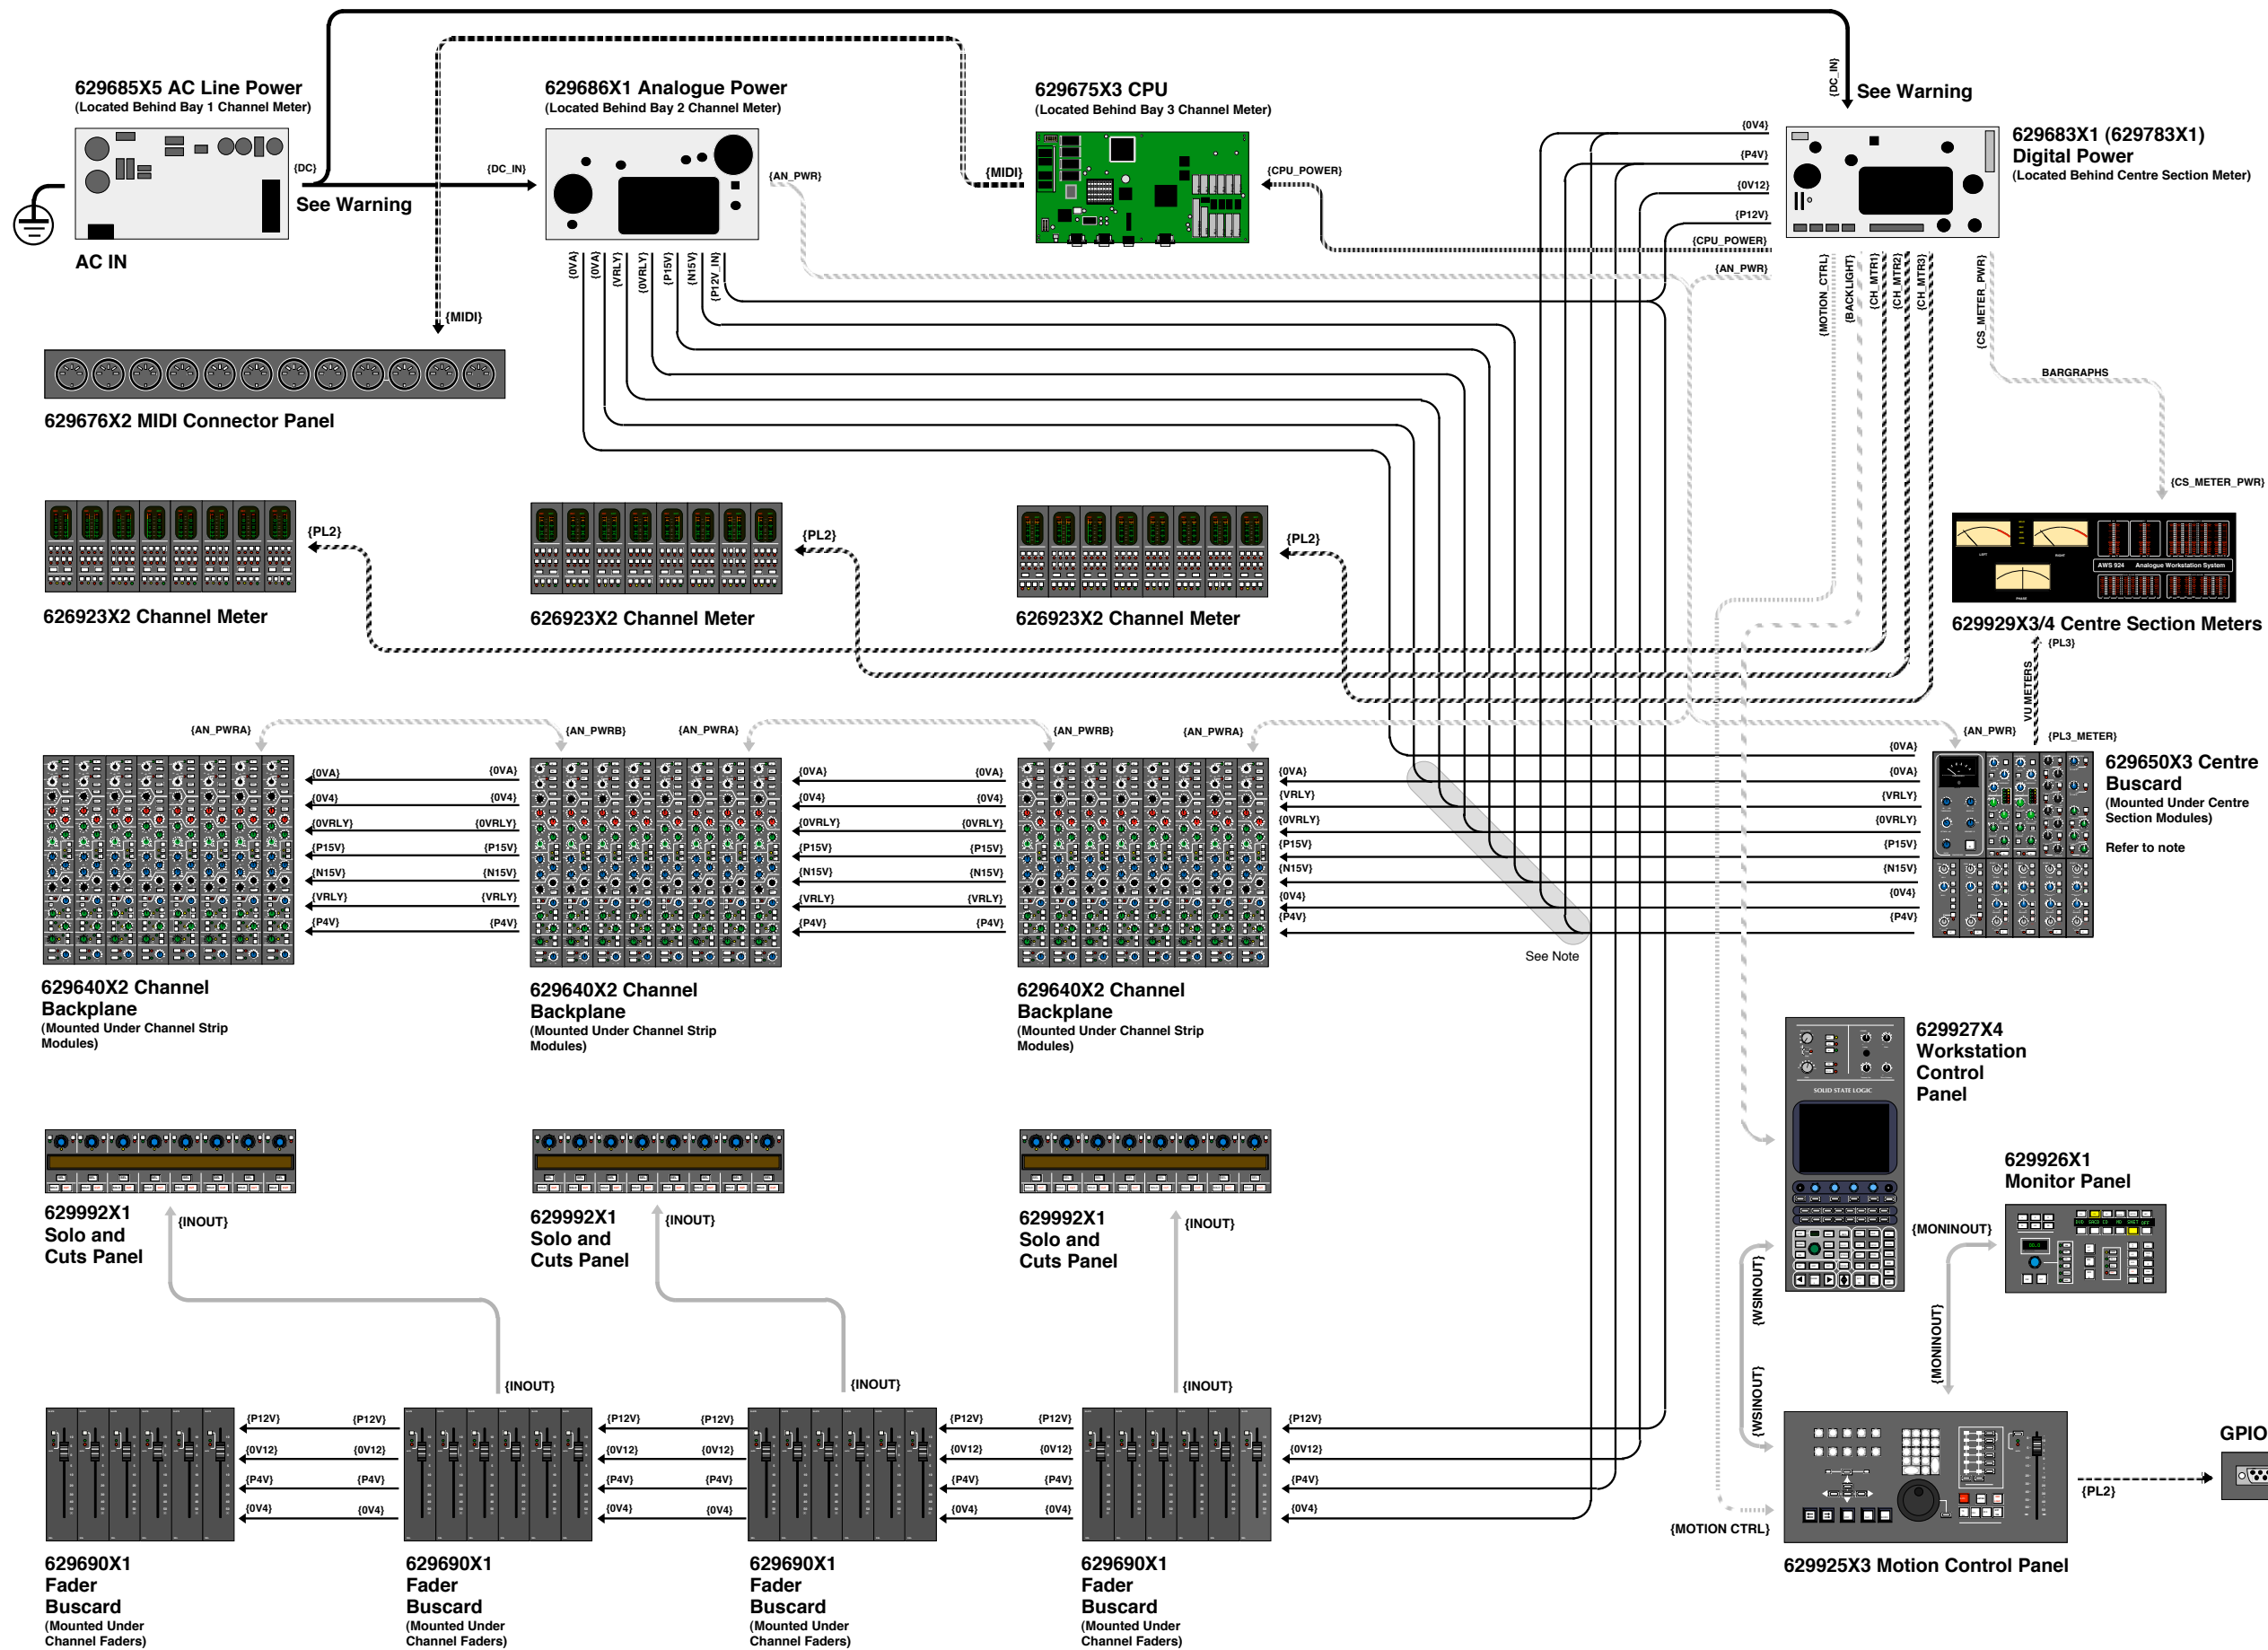 629685X5 AC Line Power
(Located Behind Bay 1 Channel Meter)
{DC}
See Warning
AC IN
629686X1 Analogue Power
(Located Behind Bay 2 Channel Meter)
{DC_IN}
{AN_PWR}
{0VA}
{0VA}
{VRLY}
{0VRLY}
{P15V}
{N15V}
{P12V_IN}
629675X3 CPU
(Located Behind Bay 3 Channel Meter)
{MIDI}
{CPU_POWER}
{DC_IN}
See Warning
629683X1 (629783X1)
Digital Power
(Located Behind Centre Section Meter)
{0V4}
{P4V}
{0V12}
{P12V}
{CPU_POWER}
{AN_PWR}
{MOTION_CTRL}
{BACKLIGHT}
{CH_MTR1}
{CH_MTR2}
{CH_MTR3}
{CS_METER_PWR}
BARGRAPHS
{CS_METER_PWR}
{MIDI}
629676X2 MIDI Connector Panel
{PL2}
626923X2 Channel Meter
{PL2}
626923X2 Channel Meter
{PL2}
626923X2 Channel Meter
LEFT
RIGHT
PHASE
AWS 924 Analogue Workstation System
629929X3/4 Centre Section Meters
{PL3}
VU METERS
{PL3_METER}
{AN_PWR}
{AN_PWRA}
{AN_PWRB}
{AN_PWRA}
{AN_PWRB}
{AN_PWRA}
{0VA}
{0VA}
{0V4}
{0V4}
{0VRLY}
{0VRLY}
{P15V}
{P15V}
{N15V}
{N15V}
{VRLY}
{VRLY}
{P4V}
{P4V}
{0VA}
{0VA}
{0V4}
{0V4}
{0VRLY}
{0VRLY}
{P15V}
{P15V}
{N15V}
{N15V}
{VRLY}
{VRLY}
{P4V}
{P4V}
{0VA}
{VRLY}
{0VRLY}
{P15V}
{N15V}
{0V4}
{P4V}
{0VA}
{0VA}
{VRLY}
{0VRLY}
{P15V}
{N15V}
{0V4}
{P4V}
See Note
629650X3 Centre
Buscard
(Mounted Under Centre
Section Modules)
Refer to note
629640X2 Channel
Backplane
(Mounted Under Channel Strip
Modules)
629640X2 Channel
Backplane
(Mounted Under Channel Strip
Modules)
629640X2 Channel
Backplane
(Mounted Under Channel Strip
Modules)
SOLID STATE LOGIC
629927X4
Workstation
Control
Panel
629992X1
Solo and
Cuts Panel
{INOUT}
629992X1
Solo and
Cuts Panel
{INOUT}
629992X1
Solo and
Cuts Panel
{INOUT}
629926X1
Monitor Panel
{MONINOUT}
{MONINOUT}
{WSINOUT}
{WSINOUT}
{INOUT}
{INOUT}
{INOUT}
{P12V}
{P12V}
{0V12}
{0V12}
{P4V}
{P4V}
{0V4}
{0V4}
{P12V}
{P12V}
{0V12}
{0V12}
{P4V}
{P4V}
{0V4}
{0V4}
{P12V}
{P12V}
{0V12}
{0V12}
{P4V}
{P4V}
{0V4}
{0V4}
{P12V}
{0V12}
{P4V}
{0V4}
{MOTION CTRL}
629925X3 Motion Control Panel
{PL2}
GPIO
629690X1
Fader
Buscard
(Mounted Under
Channel Faders)
629690X1
Fader
Buscard
(Mounted Under
Channel Faders)
629690X1
Fader
Buscard
(Mounted Under
Channel Faders)
629690X1
Fader
Buscard
(Mounted Under
Channel Faders)